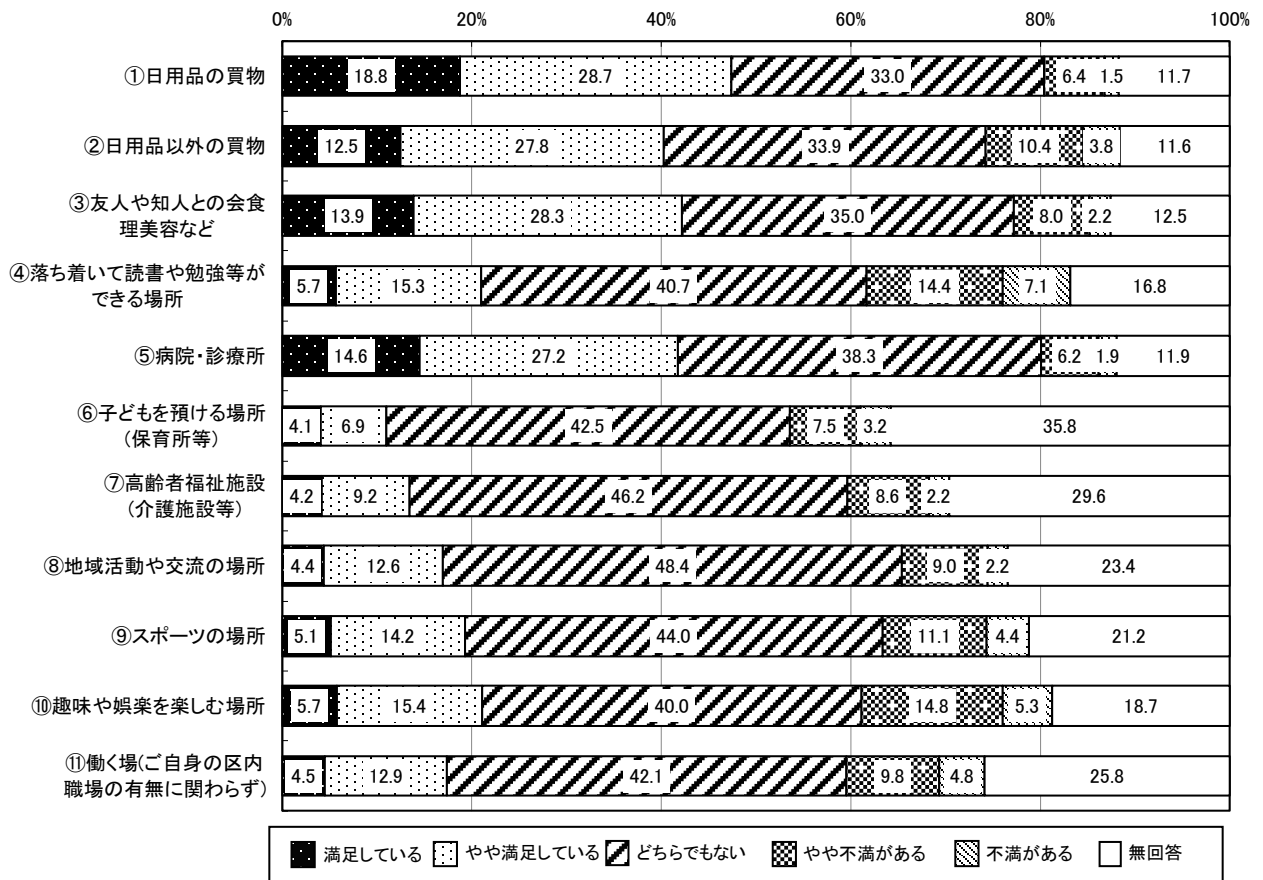 0% 20% 40% 60% 80% 100%
①日用品の買物 18.8 28.7 33.0 6.4 1.5 11.7
②日用品以外の買物 12.5 27.8 33.9 10.4 3.8 11.6
③友人や知人との会食
理美容など 13.9 28.3 35.0 8.0 2.2 12.5
④落ち着いて読書や勉強等が
できる場所 5.7 15.3 40.7 14.4 7.1 16.8
⑤病院・診療所 14.6 27.2 38.3 6.2 1.9 11.9
⑥子どもを預ける場所
(保育所等) 4.1 6.9 42.5 7.5 3.2 35.8
⑦高齢者福祉施設
(介護施設等) 4.2 9.2 46.2 8.6 2.2 29.6
⑧地域活動や交流の場所 4.4 12.6 48.4 9.0 2.2 23.4
⑨スポーツの場所 5.1 14.2 44.0 11.1 4.4 21.2
⑩趣味や娯楽を楽しむ場所 5.7 15.4 40.0 14.8 5.3 18.7
⑪働く場(ご自身の区内
職場の有無に関わらず) 4.5 12.9 42.1 9.8 4.8 25.8
満足している やや満足している どちらでもない やや不満がある 不満がある 無回答